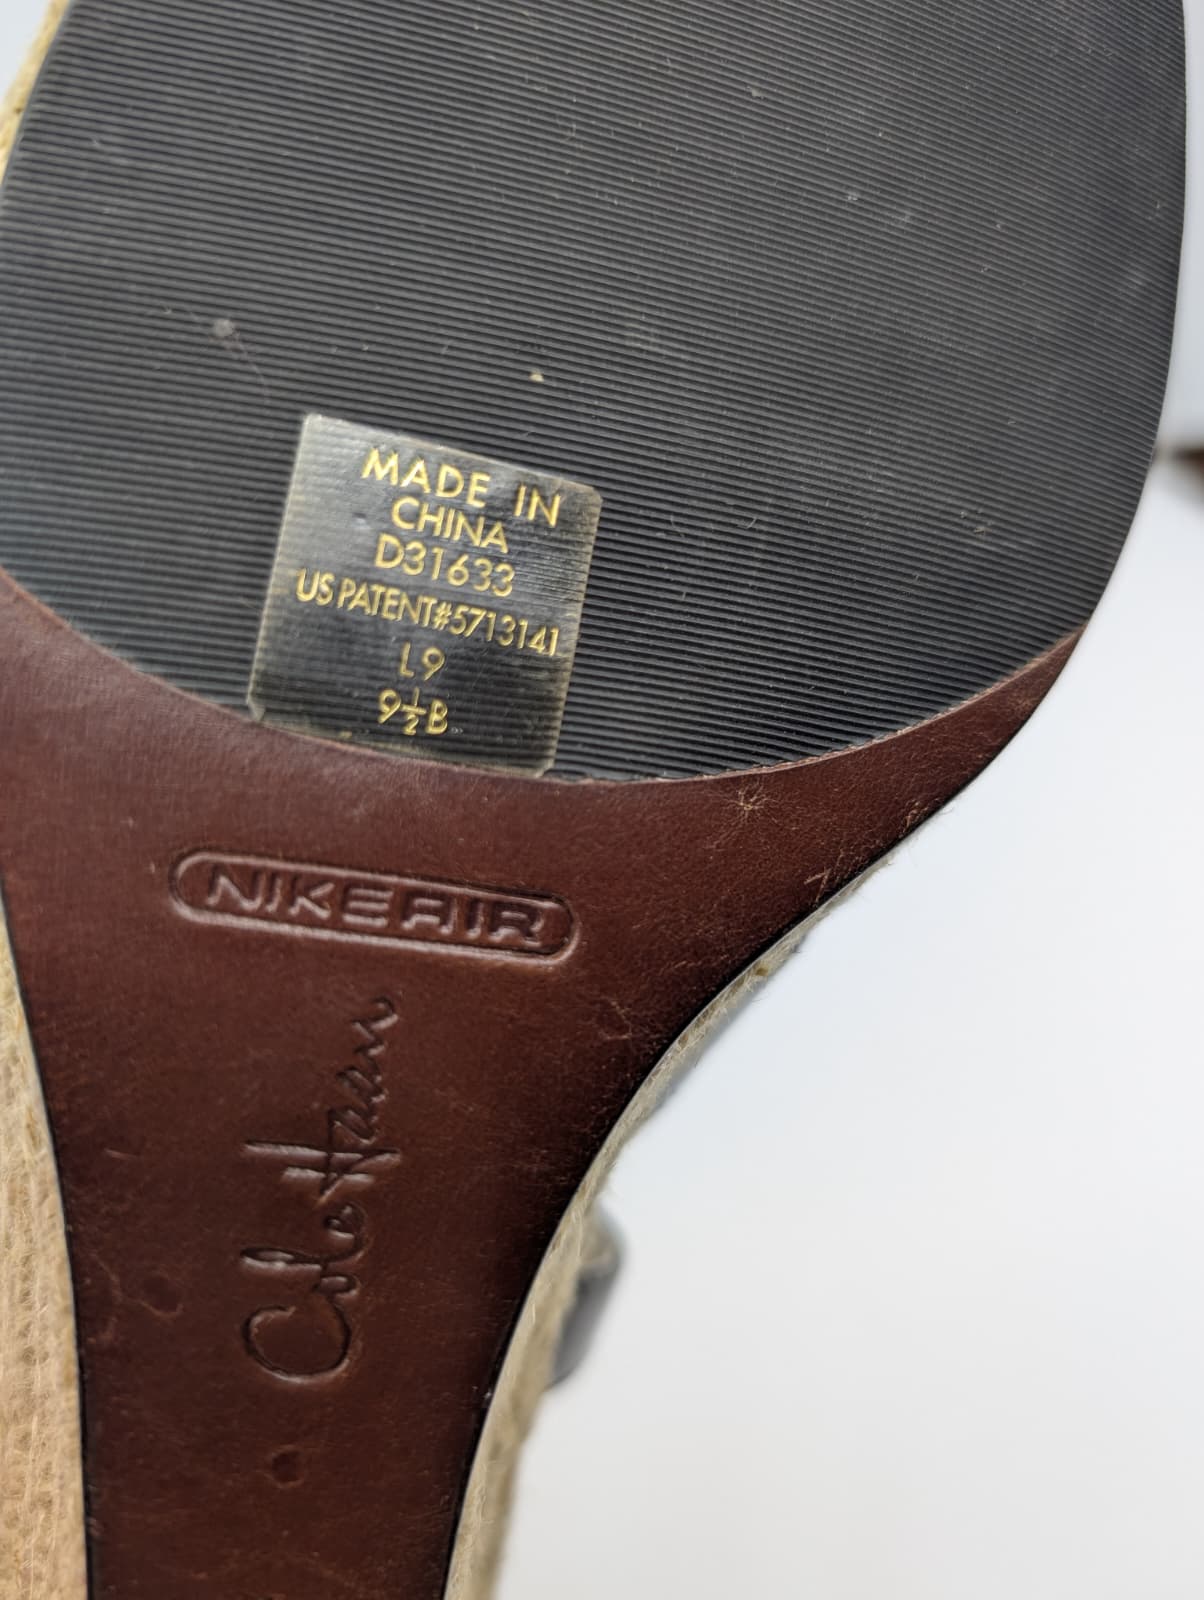 MADE IN
CHINA
D31633
US PATENT#5713141
L9
9½B
NIKEAIR
Cole Haan